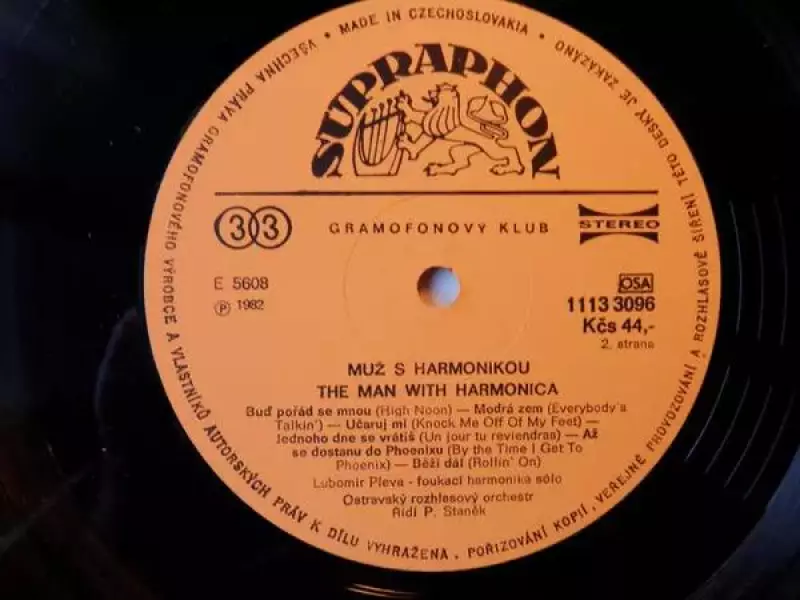 • MADE IN CZECHOSLOVAKIA •
VŠECHNA PRÁVA GRAMOFONOVÉHO VÝROBCE A VLASTNÍKŮ AUTORSKÝCH PRÁV K DÍLU VYHRAŽENA. POŘIZOVÁNÍ KOPIÍ, VEŘEJNÉ PROVOZOVÁNÍ A ROZHLASOVÉ ŠÍŘENÍ TÉTO DESKY JE ZAKÁZÁNO
SUPRAPHON
33
GRAMOFONOVÝ KLUB
STEREO
E 5608
Ⓟ 1982
OSA
1113 3096
Kčs 44,-
2. strana
MUŽ S HARMONIKOU
THE MAN WITH HARMONICA
Buď pořád se mnou (High Noon) — Modrá zem (Everybody's
Talkin') — Učaruj mi (Knock Me Off Of My Feet) —
Jednoho dne se vrátíš (Un jour tu reviendras) — Až
se dostanu do Phoenixu (By the Time I Get To
Phoenix) — Běží dál (Rollin' On)
Lubomír Pleva - foukací harmonika sólo
Ostravský rozhlasový orchestr
Řídí P. Staněk